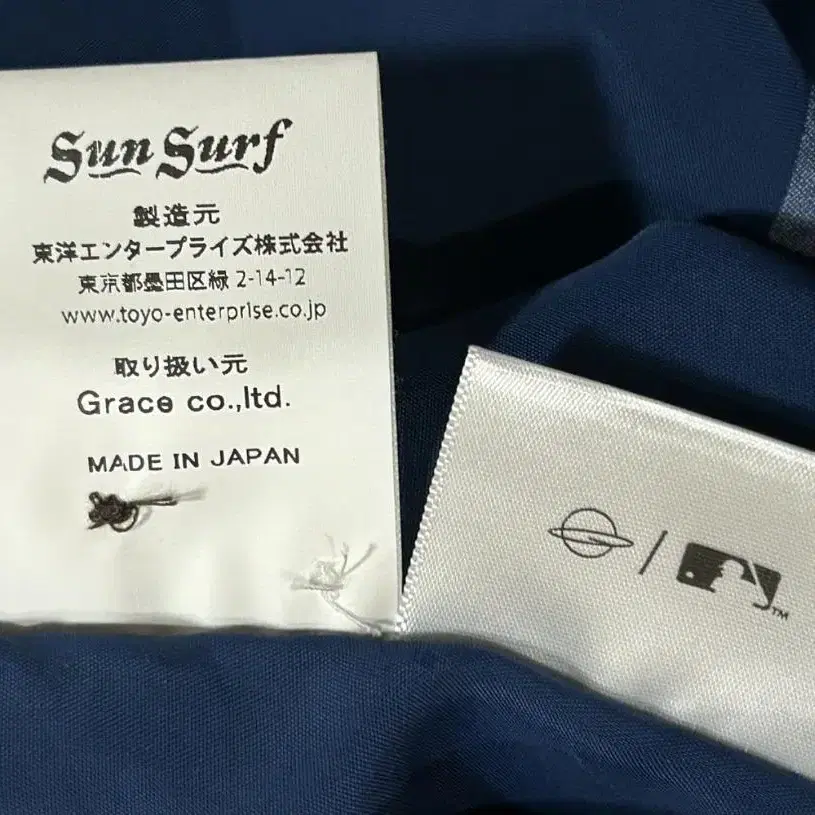 Sun Surf
製造元
東洋エンタープライズ株式会社
東京都墨田区緑 2-14-12
www.toyo-enterprise.co.jp
取り扱い元
Grace co.,ltd.
MADE IN JAPAN
/
TM